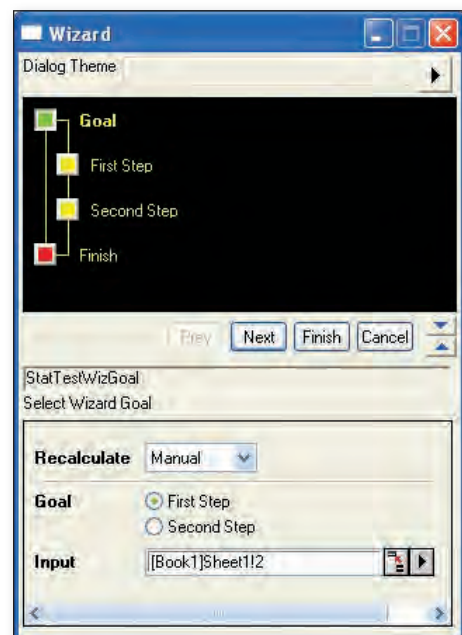 Wizard
Dialog Theme
Goal
First Step
Second Step
Finish
Prev Next Finish Cancel
StatTestWizGoal
Select Wizard Goal
Recalculate Manual
Goal First Step
Second Step
Input [Book1]Sheet1!2